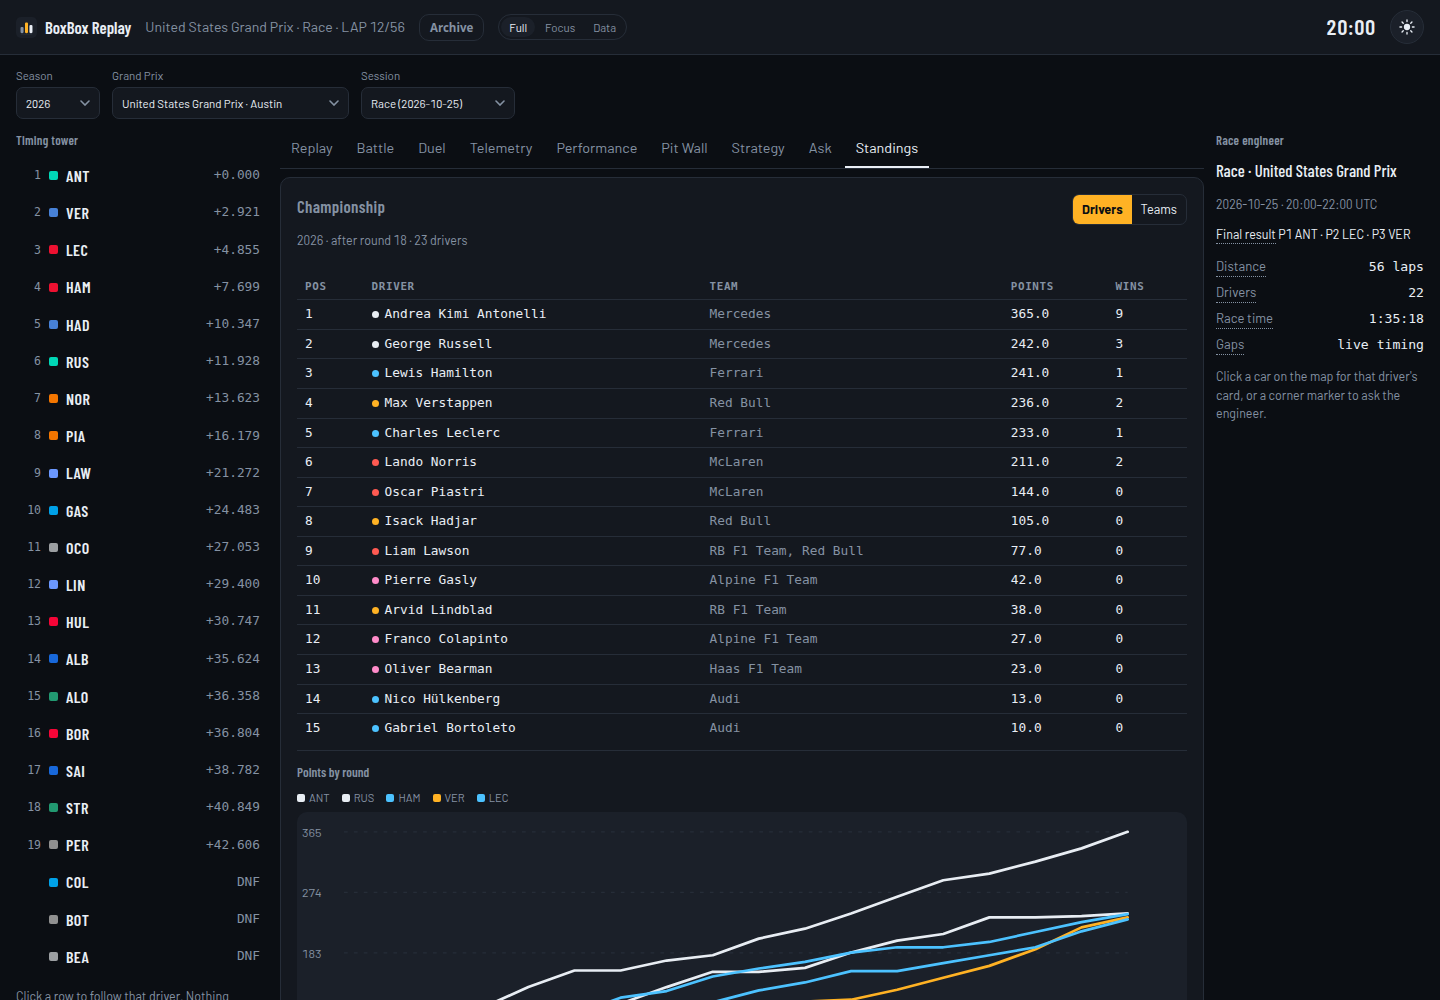 BoxBox Replay United States Grand Prix · Race · LAP 12/56 Archive Full Focus Data 20:00
Season Grand Prix Session
2026 United States Grand Prix · Austin Race (2026-10-25)
Timing tower
1 ANT +0.000
2 VER +2.921
3 LEC +4.855
4 HAM +7.699
5 HAD +10.347
6 RUS +11.928
7 NOR +13.623
8 PIA +16.179
9 LAW +21.272
10 GAS +24.483
11 OCO +27.053
12 LIN +29.400
13 HUL +30.747
14 ALB +35.624
15 ALO +36.358
16 BOR +36.804
17 SAI +38.782
18 STR +40.849
19 PER +42.606
COL DNF
BOT DNF
BEA DNF
Click a row to follow that driver. Nothing
Replay Battle Duel Telemetry Performance Pit Wall Strategy Ask Standings
Championship Drivers Teams
2026 · after round 18 · 23 drivers
POS DRIVER TEAM POINTS WINS
1 Andrea Kimi Antonelli Mercedes 365.0 9
2 George Russell Mercedes 242.0 3
3 Lewis Hamilton Ferrari 241.0 1
4 Max Verstappen Red Bull 236.0 2
5 Charles Leclerc Ferrari 233.0 1
6 Lando Norris McLaren 211.0 2
7 Oscar Piastri McLaren 144.0 0
8 Isack Hadjar Red Bull 105.0 0
9 Liam Lawson RB F1 Team, Red Bull 77.0 0
10 Pierre Gasly Alpine F1 Team 42.0 0
11 Arvid Lindblad RB F1 Team 38.0 0
12 Franco Colapinto Alpine F1 Team 27.0 0
13 Oliver Bearman Haas F1 Team 23.0 0
14 Nico Hülkenberg Audi 13.0 0
15 Gabriel Bortoleto Audi 10.0 0
Points by round
ANT RUS HAM VER LEC
365
274
183
Race engineer
Race · United States Grand Prix
2026-10-25 · 20:00–22:00 UTC
Final result P1 ANT · P2 LEC · P3 VER
Distance 56 laps
Drivers 22
Race time 1:35:18
Gaps live timing
Click a car on the map for that driver's
card, or a corner marker to ask the
engineer.